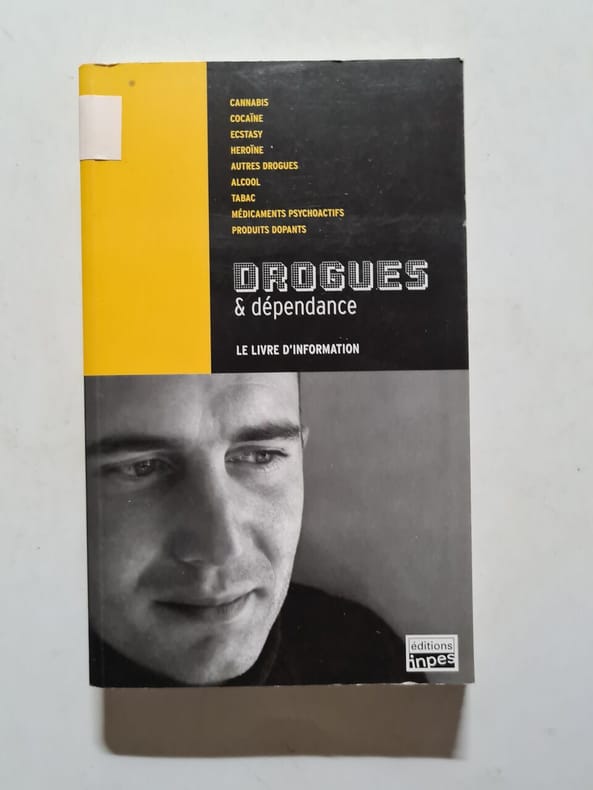 CANNABIS
COCAÏNE
ECSTASY
HEROÏNE
AUTRES DROGUES
ALCOOL
TABAC
MÉDICAMENTS PSYCHOACTIFS
PRODUITS DOPANTS
DROGUES
& dépendance
LE LIVRE D'INFORMATION
éditions
inpes